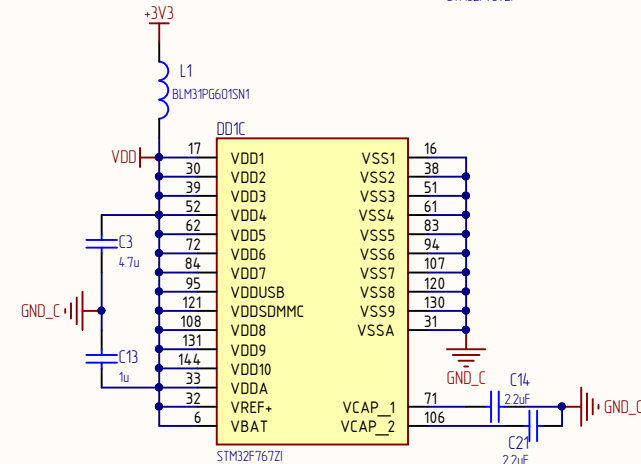 +3V3
L1
BLM31PG601SN1
DD1C
VDD
17 VDD1 VSS1 16
30 VDD2 VSS2 38
39 VDD3 VSS3 51
52 VDD4 VSS4 61
62 VDD5 VSS5 83
72 VDD6 VSS6 94
84 VDD7 VSS7 107
95 VDDUSB VSS8 120
121 VDDSDMMC VSS9 130
108 VDD8 VSSA 31
131 VDD9
144 VDD10
33 VDDA
32 VREF+ VCAP_1 71
6 VBAT VCAP_2 106
C3
4.7u
GND_C
C13
1u
GND_C
C14
2.2uF
GND_C
C21
2.2uF
STM32F767ZI